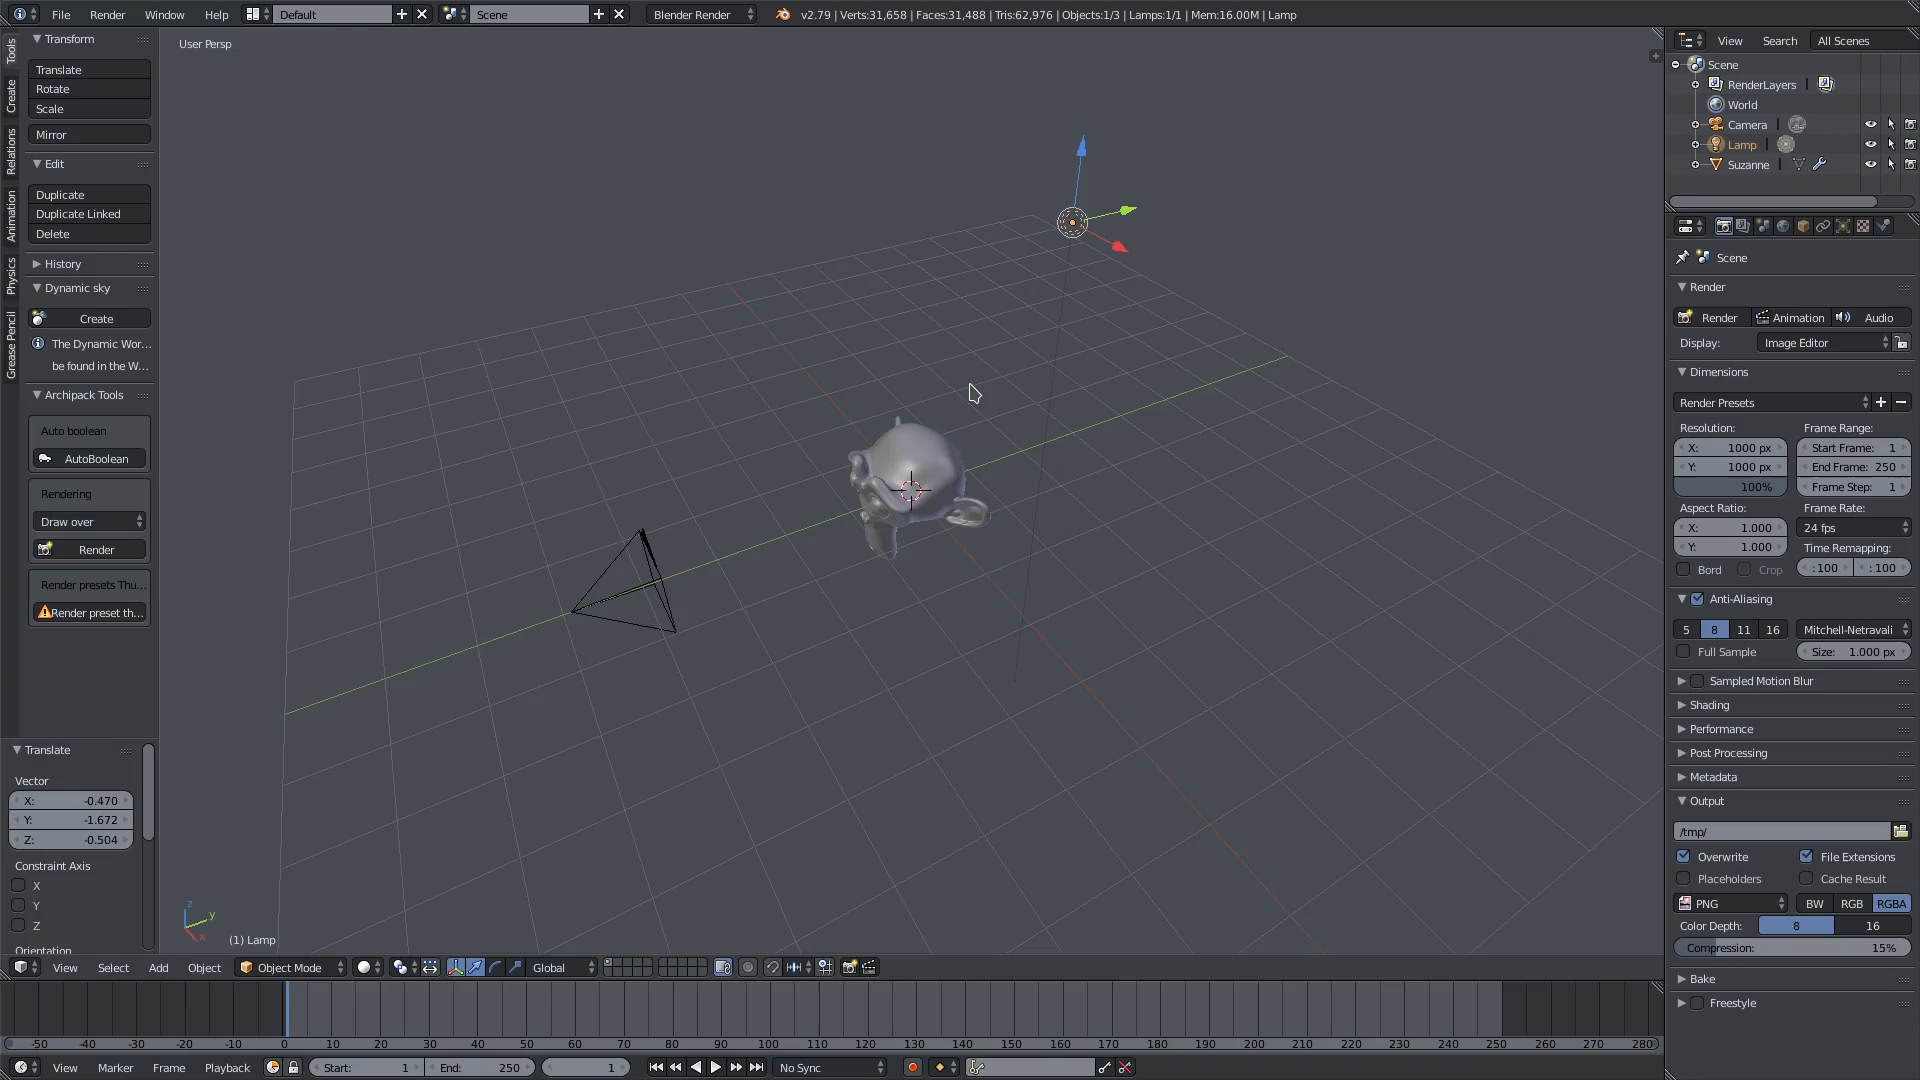 File Render Window Help Default Scene Blender Render v2.79 | Verts:31,658 | Faces:31,488 | Tris:62,976 | Objects:1/3 | Lamps:1/1 | Mem:16.00M | Lamp
Tools
Create
Relations
Animation
Physics
Grease Pencil
Transform
Translate
Rotate
Scale
Mirror
Edit
Duplicate
Duplicate Linked
Delete
History
Dynamic sky
Create
The Dynamic Wor...
be found in the W...
Archipack Tools
Auto boolean
AutoBoolean
Rendering
Draw over
Render
Render presets Thu...
Render preset th...
Translate
Vector
X: -0.470
Y: -1.672
Z: -0.504
Constraint Axis
X
Y
Z
Orientation
User Persp
z
y
x
(1) Lamp
View Select Add Object Object Mode Global
-50 -40 -30 -20 -10 0 10 20 30 40 50 60 70 80 90 100 110 120 130 140 150 160 170 180 190 200 210 220 230 240 250 260 270 280
View Marker Frame Playback Start: 1 End: 250 1 No Sync
View Search All Scenes
Scene
RenderLayers
World
Camera
Lamp
Suzanne
Scene
Render
Render Animation Audio
Display: Image Editor
Dimensions
Render Presets
Resolution: Frame Range:
X: 1000 px Start Frame: 1
Y: 1000 px End Frame: 250
100% Frame Step: 1
Aspect Ratio: Frame Rate:
X: 1.000 24 fps
Y: 1.000 Time Remapping:
Bord Crop :100 :100
Anti-Aliasing
5 8 11 16 Mitchell-Netravali
Full Sample Size: 1.000 px
Sampled Motion Blur
Shading
Performance
Post Processing
Metadata
Output
/tmp/
Overwrite File Extensions
Placeholders Cache Result
PNG BW RGB RGBA
Color Depth: 8 16
Compression: 15%
Bake
Freestyle